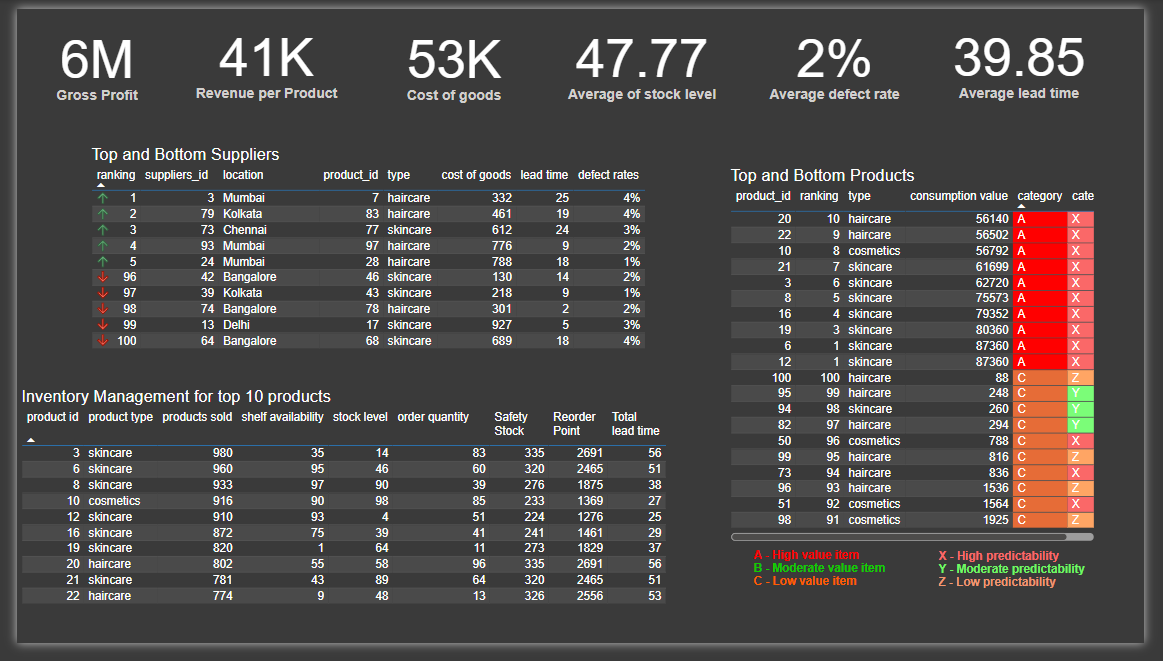 6M 41K 53K 47.77 2% 39.85
Gross Profit Revenue per Product Cost of goods Average of stock level Average defect rate Average lead time
Top and Bottom Suppliers
ranking suppliers_id location product_id type cost of goods lead time defect rates
1 3 Mumbai 7 haircare 332 25 4%
2 79 Kolkata 83 haircare 461 19 4%
3 73 Chennai 77 skincare 612 24 3%
4 93 Mumbai 97 haircare 776 9 2%
5 24 Mumbai 28 haircare 788 18 1%
96 42 Bangalore 46 skincare 130 14 2%
97 39 Kolkata 43 skincare 218 9 1%
98 74 Bangalore 78 haircare 301 2 2%
99 13 Delhi 17 skincare 927 5 3%
100 64 Bangalore 68 skincare 689 18 4%
Inventory Management for top 10 products
product id product type products sold shelf availability stock level order quantity Safety Stock Reorder Point Total lead time
3 skincare 980 35 14 83 335 2691 56
6 skincare 960 95 46 60 320 2465 51
8 skincare 933 97 90 39 276 1875 38
10 cosmetics 916 90 98 85 233 1369 27
12 skincare 910 93 4 51 224 1276 25
16 skincare 872 75 39 41 241 1461 29
19 skincare 820 1 64 11 273 1829 37
20 haircare 802 55 58 96 335 2691 56
21 skincare 781 43 89 64 320 2465 51
22 haircare 774 9 48 13 326 2556 53
Top and Bottom Products
product_id ranking type consumption value category cate
20 10 haircare 56140 A X
22 9 haircare 56502 A X
10 8 cosmetics 56792 A X
21 7 skincare 61699 A X
3 6 skincare 62720 A X
8 5 skincare 75573 A X
16 4 skincare 79352 A X
19 3 skincare 80360 A X
6 1 skincare 87360 A X
12 1 skincare 87360 A X
100 100 haircare 88 C Z
95 99 haircare 248 C Y
94 98 skincare 260 C Y
82 97 haircare 294 C Y
50 96 cosmetics 788 C X
99 95 haircare 816 C Z
73 94 haircare 836 C X
96 93 haircare 1536 C Z
51 92 cosmetics 1564 C X
98 91 cosmetics 1925 C Z
A - High value item
B - Moderate value item
C - Low value item
X - High predictability
Y - Moderate predictability
Z - Low predictability